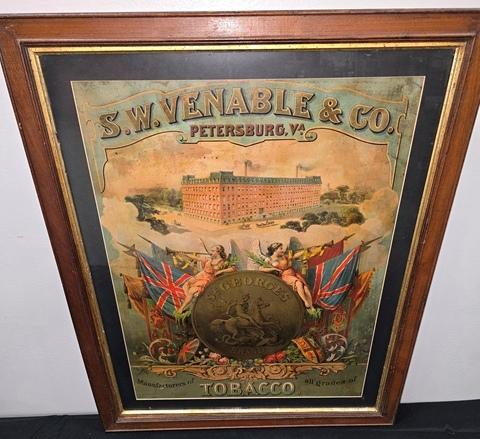 S.W. VENABLE & CO.
PETERSBURG, VA
ST GEORGES
Manufacturers of all Grades of
TOBACCO